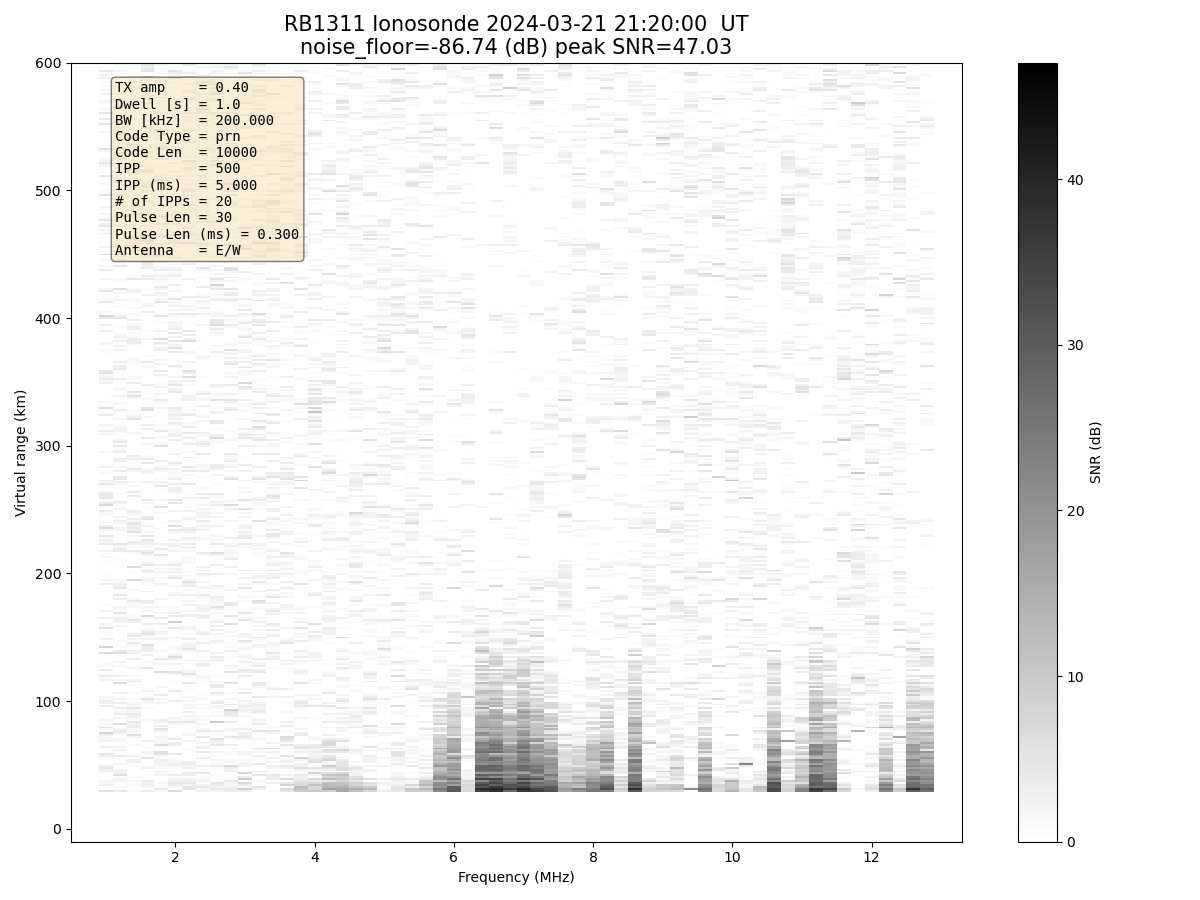 RB1311 Ionosonde 2024-03-21 21:20:00  UT
noise_floor=-86.74 (dB) peak SNR=47.03
TX amp    = 0.40
Dwell [s] = 1.0
BW [kHz]  = 200.000
Code Type = prn
Code Len  = 10000
IPP       = 500
IPP (ms)  = 5.000
# of IPPs = 20
Pulse Len = 30
Pulse Len (ms) = 0.300
Antenna   = E/W
600
500
400
300
200
100
0
Virtual range (km)
2 4 6 8 10 12
Frequency (MHz)
40
30
20
10
0
SNR (dB)